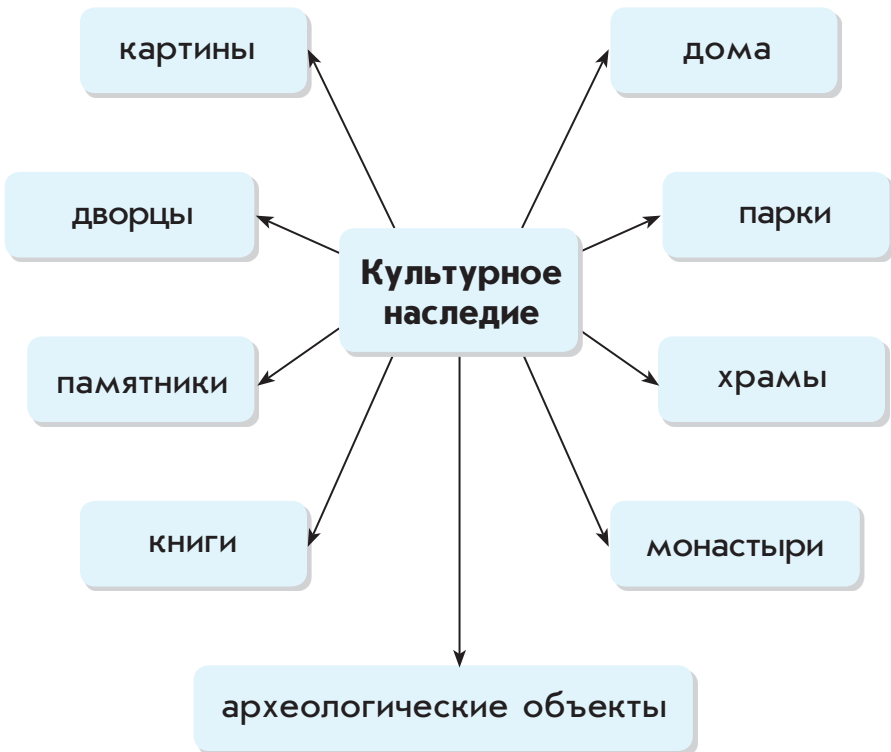 картины
дома
дворцы
парки
Культурное
наследие
памятники
храмы
книги
монастыри
археологические объекты